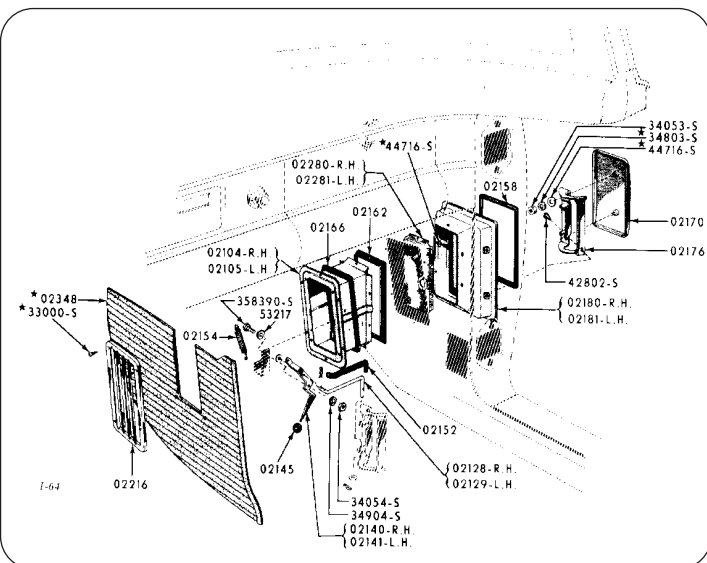 34053-S
★ 34803-S
★ 44716-S
★44716-S
02280-R.H.
02281-L.H.
02158
02162
02166
02170
02176
02104-R.H.
02105-L.H
42802-S
★ 02348
★ 33000-S
358390-S
53217
02180-R.H.
02181-L.H.
02154
02152
02145
02128-R.H.
02129-L.H.
02216
1-64
34054-S
34904-S
02140-R.H.
02141-L.H.